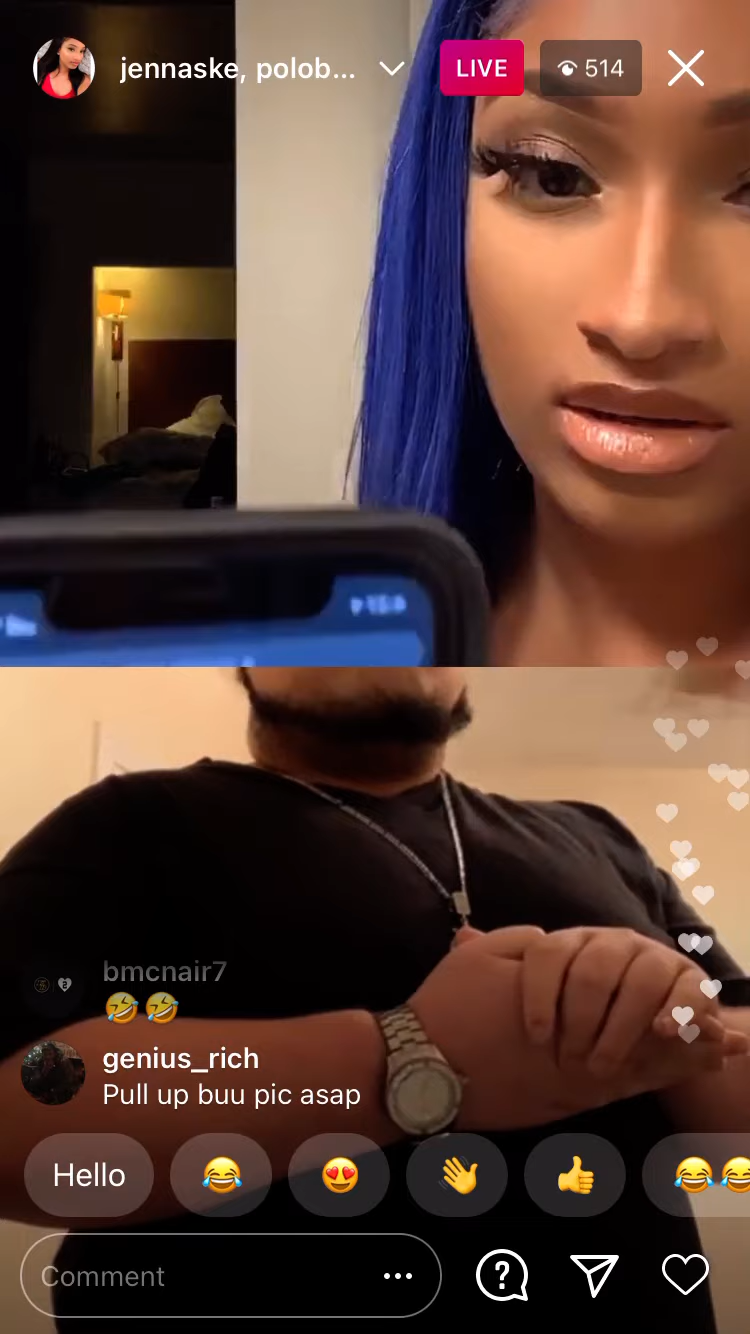 jennaske, polob...
LIVE
514
bmcnair7
🤣🤣
genius_rich
Pull up buu pic asap
Hello
Comment